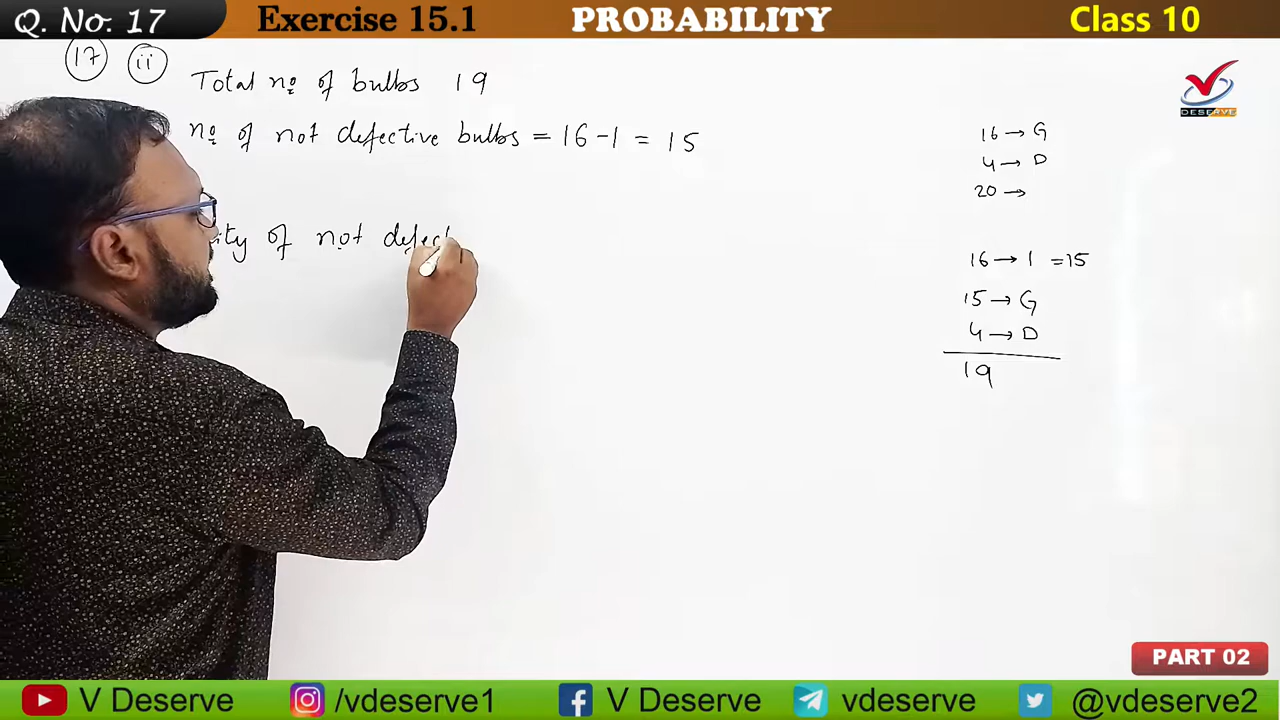 Q. No. 17
Exercise 15.1
PROBABILITY
Class 10
17 ii
Total no of bulbs 19
no of not defective bulbs = 16 - 1 = 15
of not defect
16 → G
4 → D
20 →
16 → 1 = 15
15 → G
4 → D
19
DESERVE
PART 02
V Deserve
/vdeserve1
V Deserve
vdeserve
@vdeserve2